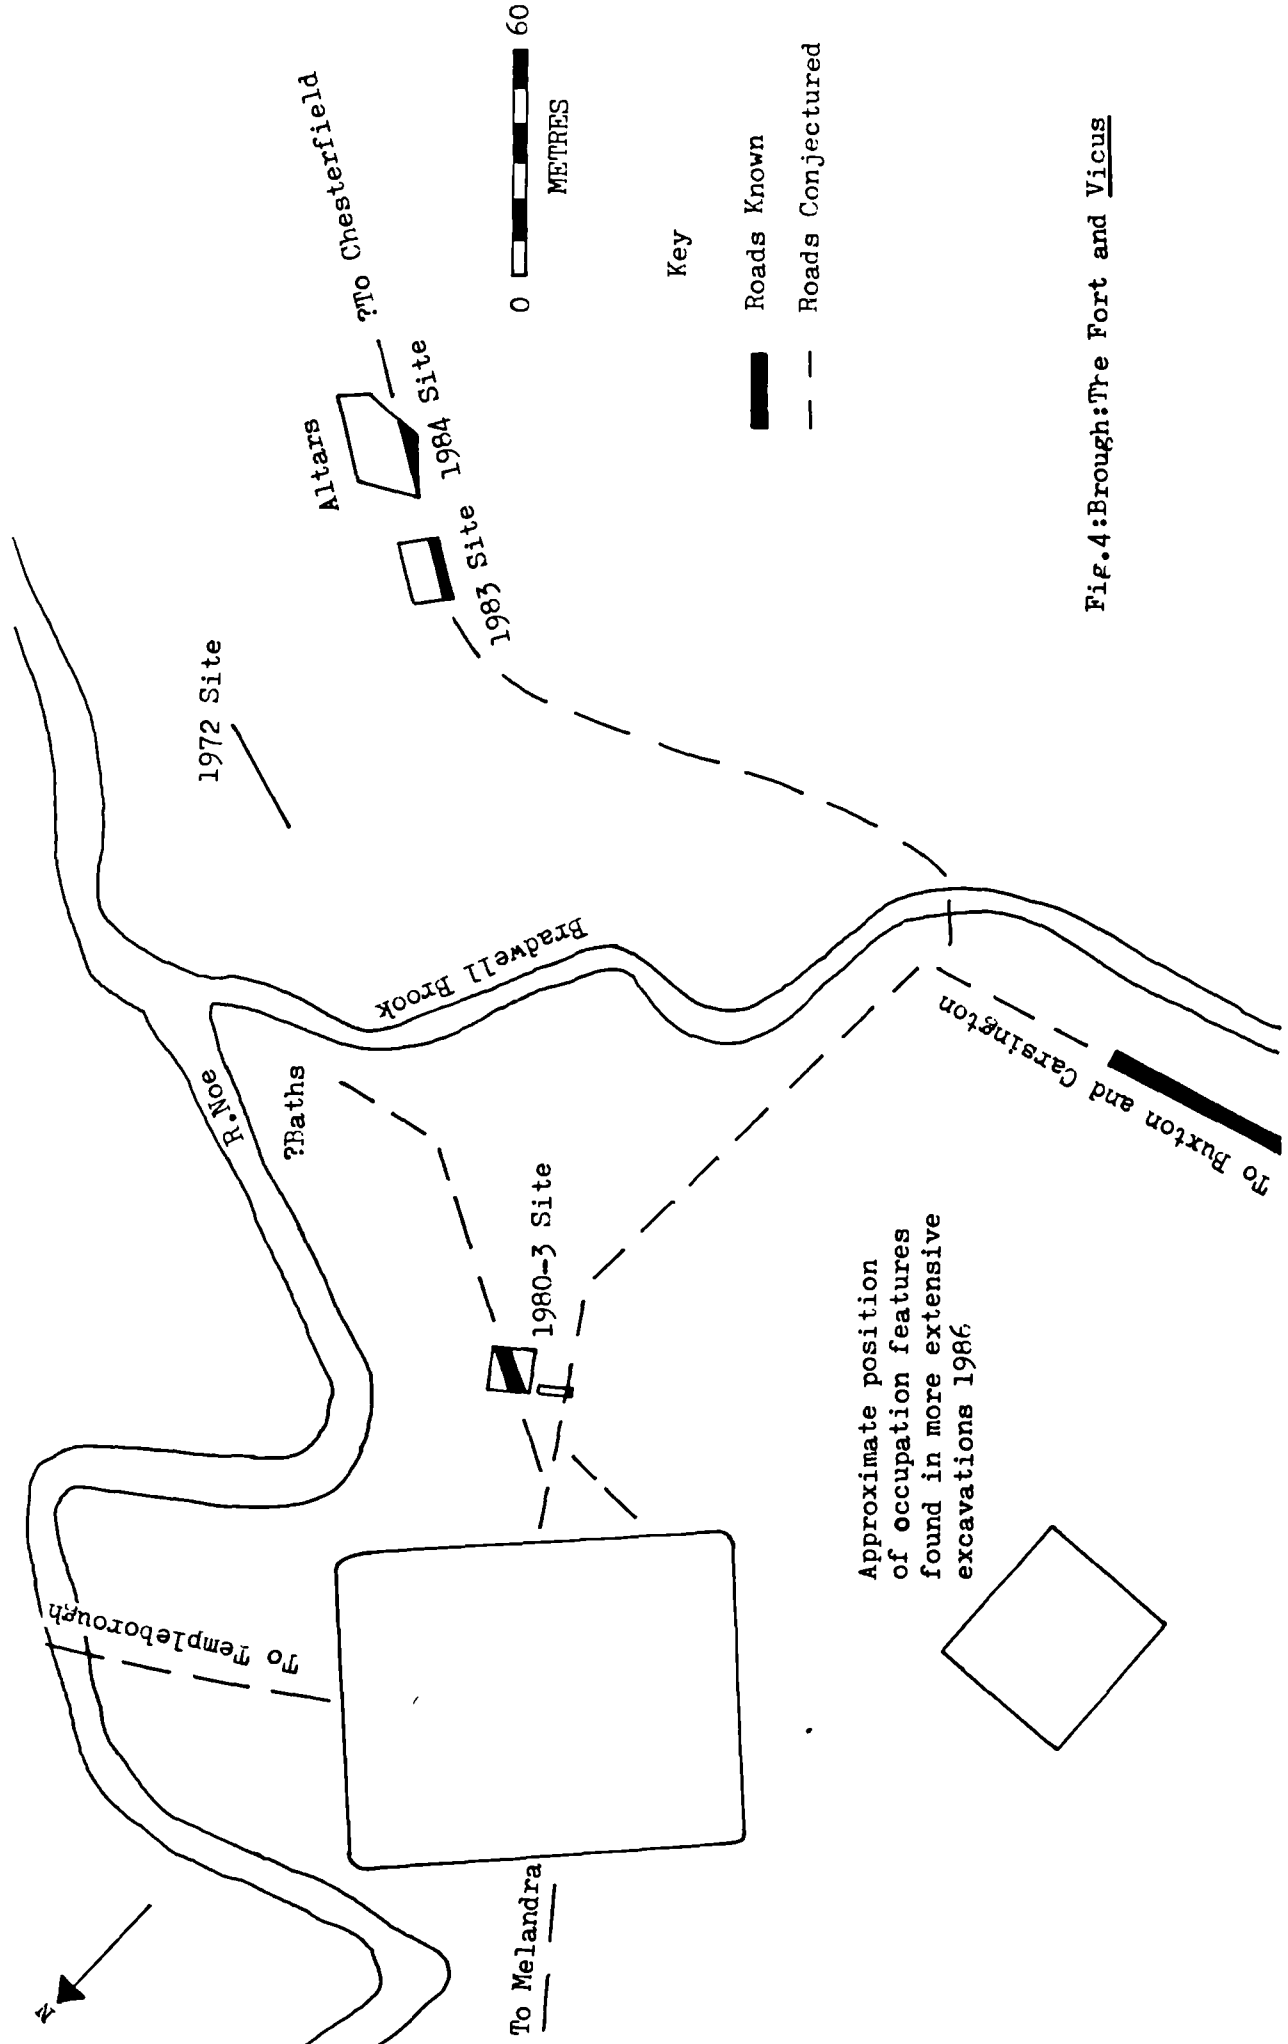 N
To Melandra
To Templeborough
R.Noe
?Baths
1980-3 Site
Bradwell Brook
1972 Site
Altars
1983 Site
1984 Site
?To Chesterfield
To Buxton and Carsington
Approximate position
of occupation features
found in more extensive
excavations 1986
0 60
METRES
Key
Roads Known
Roads Conjectured
Fig.4:Brough:The Fort and Vicus